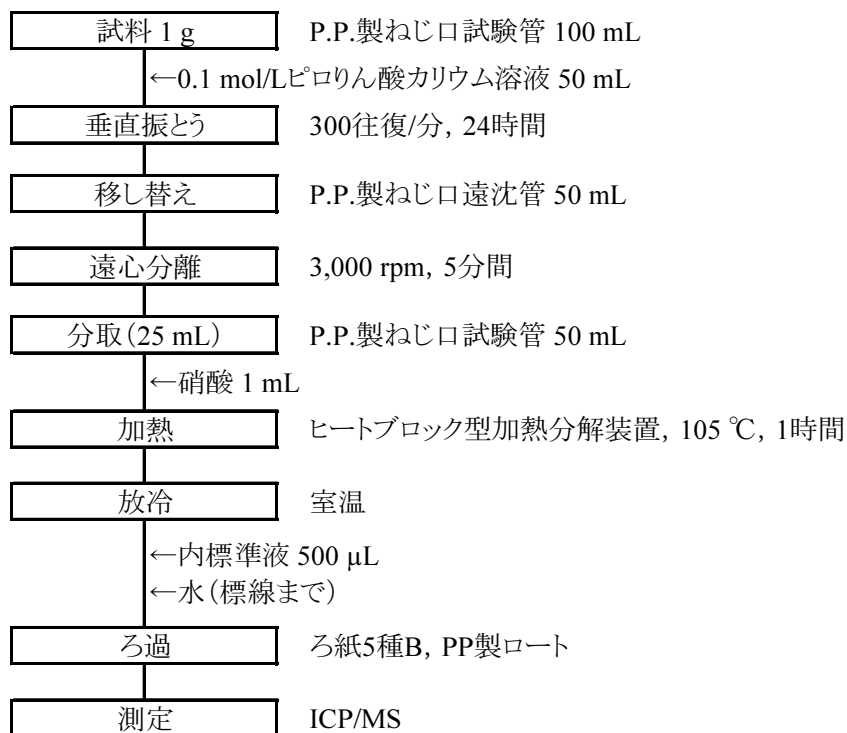 試料 1 g P.P.製ねじ口試験管 100 mL
←0.1 mol/Lピロりん酸カリウム溶液 50 mL
垂直振とう 300往復/分, 24時間
移し替え P.P.製ねじ口遠沈管 50 mL
遠心分離 3,000 rpm, 5分間
分取(25 mL) P.P.製ねじ口試験管 50 mL
←硝酸 1 mL
加熱 ヒートブロック型加熱分解装置, 105 ℃, 1時間
放冷 室温
←内標準液 500 µL
←水(標線まで)
ろ過 ろ紙5種B, PP製ロート
測定 ICP/MS